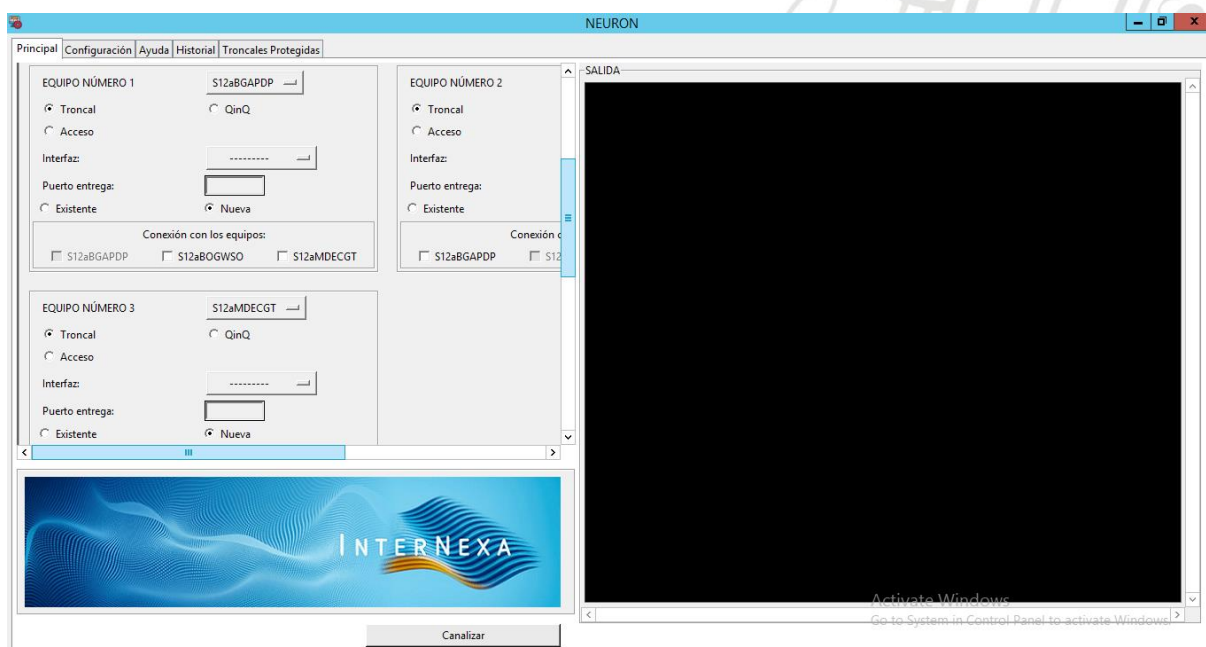 NEURON
Principal Configuración Ayuda Historial Troncales Protegidas
EQUIPO NÚMERO 1 S12aBGAPDP
Troncal QinQ
Acceso
Interfaz: ---------
Puerto entrega:
Existente Nueva
Conexión con los equipos:
S12aBGAPDP S12aBOGWSO S12aMDECGT
EQUIPO NÚMERO 2
Troncal
Acceso
Interfaz:
Puerto entrega:
Existente
Conexión
S12aBGAPDP S12
EQUIPO NÚMERO 3 S12aMDECGT
Troncal QinQ
Acceso
Interfaz: ---------
Puerto entrega:
Existente Nueva
INTERNEXA
Canalizar
SALIDA
Activate Windows
Go to System in Control Panel to activate Windows.